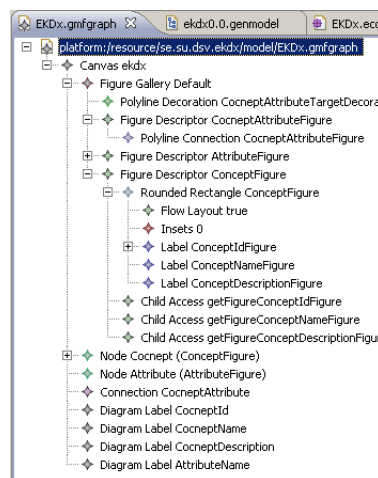 EKDx.gmfgraph ekdx0.0.genmodel EKDx.ecc
platform:/resource/se.su.dsv.ekdx/model/EKDx.gmfgraph
Canvas ekdx
Figure Gallery Default
Polyline Decoration CocneptAttributeTargetDecora
Figure Descriptor CocneptAttributeFigure
Polyline Connection CocneptAttributeFigure
Figure Descriptor AttributeFigure
Figure Descriptor ConceptFigure
Rounded Rectangle ConceptFigure
Flow Layout true
Insets 0
Label ConceptIdFigure
Label ConceptNameFigure
Label ConceptDescriptionFigure
Child Access getFigureConceptIdFigure
Child Access getFigureConceptNameFigure
Child Access getFigureConceptDescriptionFigu
Node Cocnept (ConceptFigure)
Node Attribute (AttributeFigure)
Connection CocneptAttribute
Diagram Label CocneptId
Diagram Label CocneptName
Diagram Label CocneptDescription
Diagram Label AttributeName